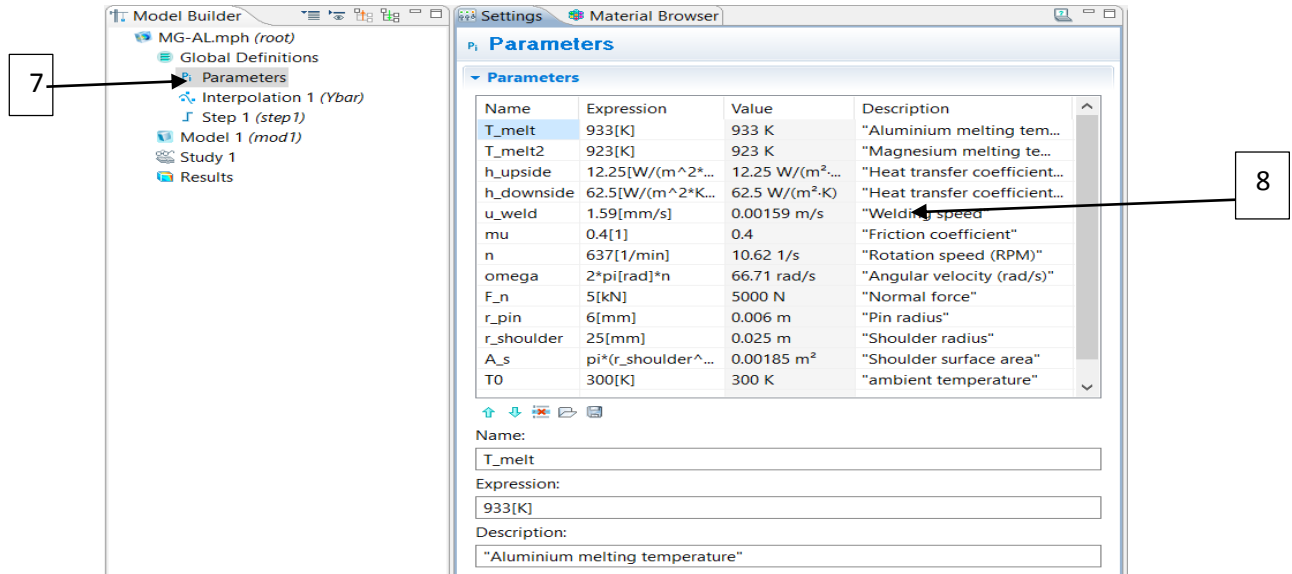 Model Builder
MG-AL.mph (root)
Global Definitions
Pi Parameters
Interpolation 1 (Ybar)
Step 1 (step1)
Model 1 (mod1)
Study 1
Results
7
Settings Material Browser
Pi Parameters
Parameters
Name Expression Value Description
T_melt 933[K] 933 K "Aluminium melting tem...
T_melt2 923[K] 923 K "Magnesium melting te...
h_upside 12.25[W/(m^2*... 12.25 W/(m²·... "Heat transfer coefficient...
h_downside 62.5[W/(m^2*K... 62.5 W/(m²·K) "Heat transfer coefficient...
u_weld 1.59[mm/s] 0.00159 m/s "Welding speed"
mu 0.4[1] 0.4 "Friction coefficient"
n 637[1/min] 10.62 1/s "Rotation speed (RPM)"
omega 2*pi[rad]*n 66.71 rad/s "Angular velocity (rad/s)"
F_n 5[kN] 5000 N "Normal force"
r_pin 6[mm] 0.006 m "Pin radius"
r_shoulder 25[mm] 0.025 m "Shoulder radius"
A_s pi*(r_shoulder^... 0.00185 m² "Shoulder surface area"
T0 300[K] 300 K "ambient temperature"
8
Name:
T_melt
Expression:
933[K]
Description:
"Aluminium melting temperature"